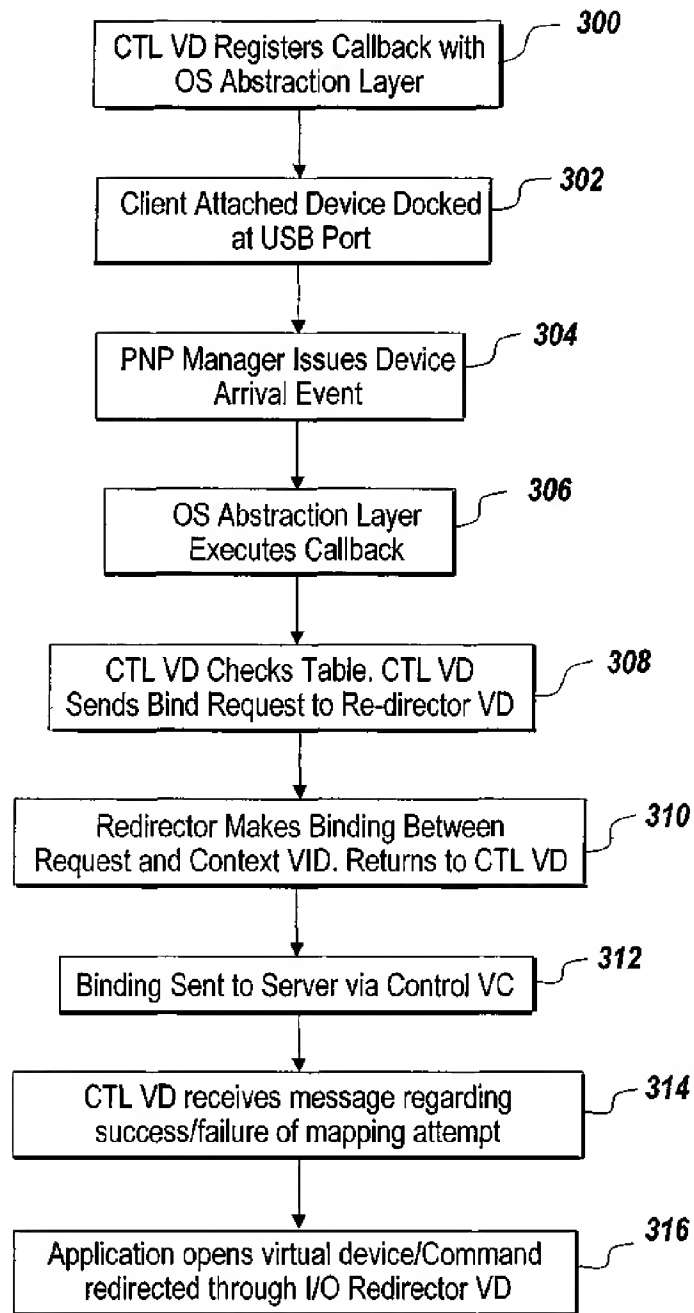 CTL VD Registers Callback with
OS Abstraction Layer
300
Client Attached Device Docked
at USB Port
302
PNP Manager Issues Device
Arrival Event
304
OS Abstraction Layer
Executes Callback
306
CTL VD Checks Table. CTL VD
Sends Bind Request to Re-director VD
308
Redirector Makes Binding Between
Request and Context VID. Returns to CTL VD
310
Binding Sent to Server via Control VC
312
CTL VD receives message regarding
success/failure of mapping attempt
314
Application opens virtual device/Command
redirected through I/O Redirector VD
316